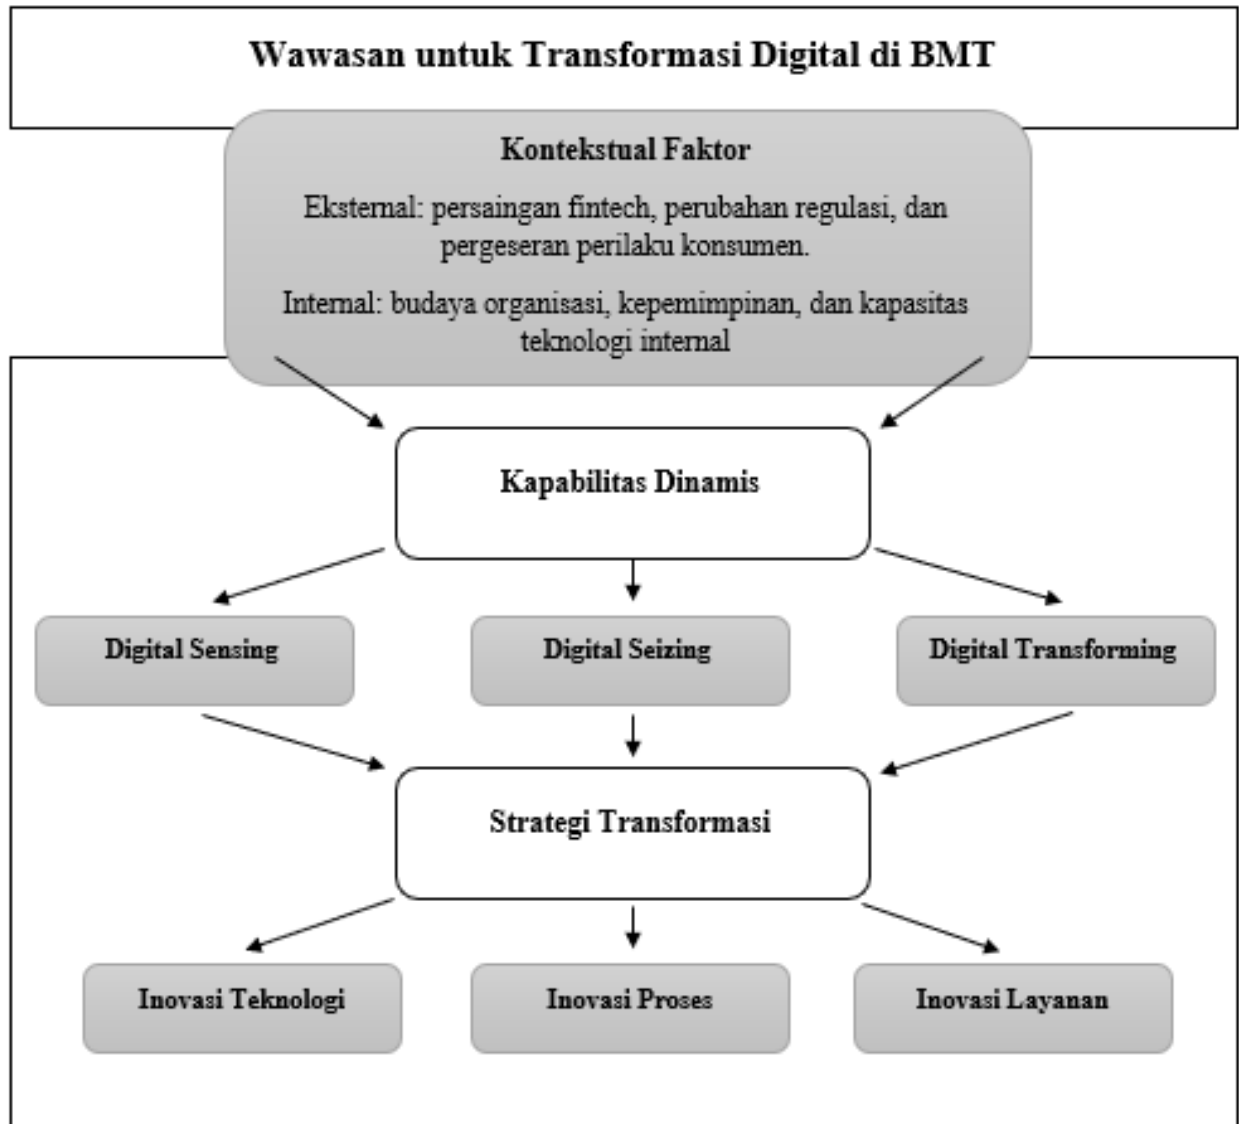 Wawasan untuk Transformasi Digital di BMT
Kontekstual Faktor
Eksternal: persaingan fintech, perubahan regulasi, dan
pergeseran perilaku konsumen.
Internal: budaya organisasi, kepemimpinan, dan kapasitas
teknologi internal
Kapabilitas Dinamis
Digital Sensing
Digital Seizing
Digital Transforming
Strategi Transformasi
Inovasi Teknologi
Inovasi Proses
Inovasi Layanan